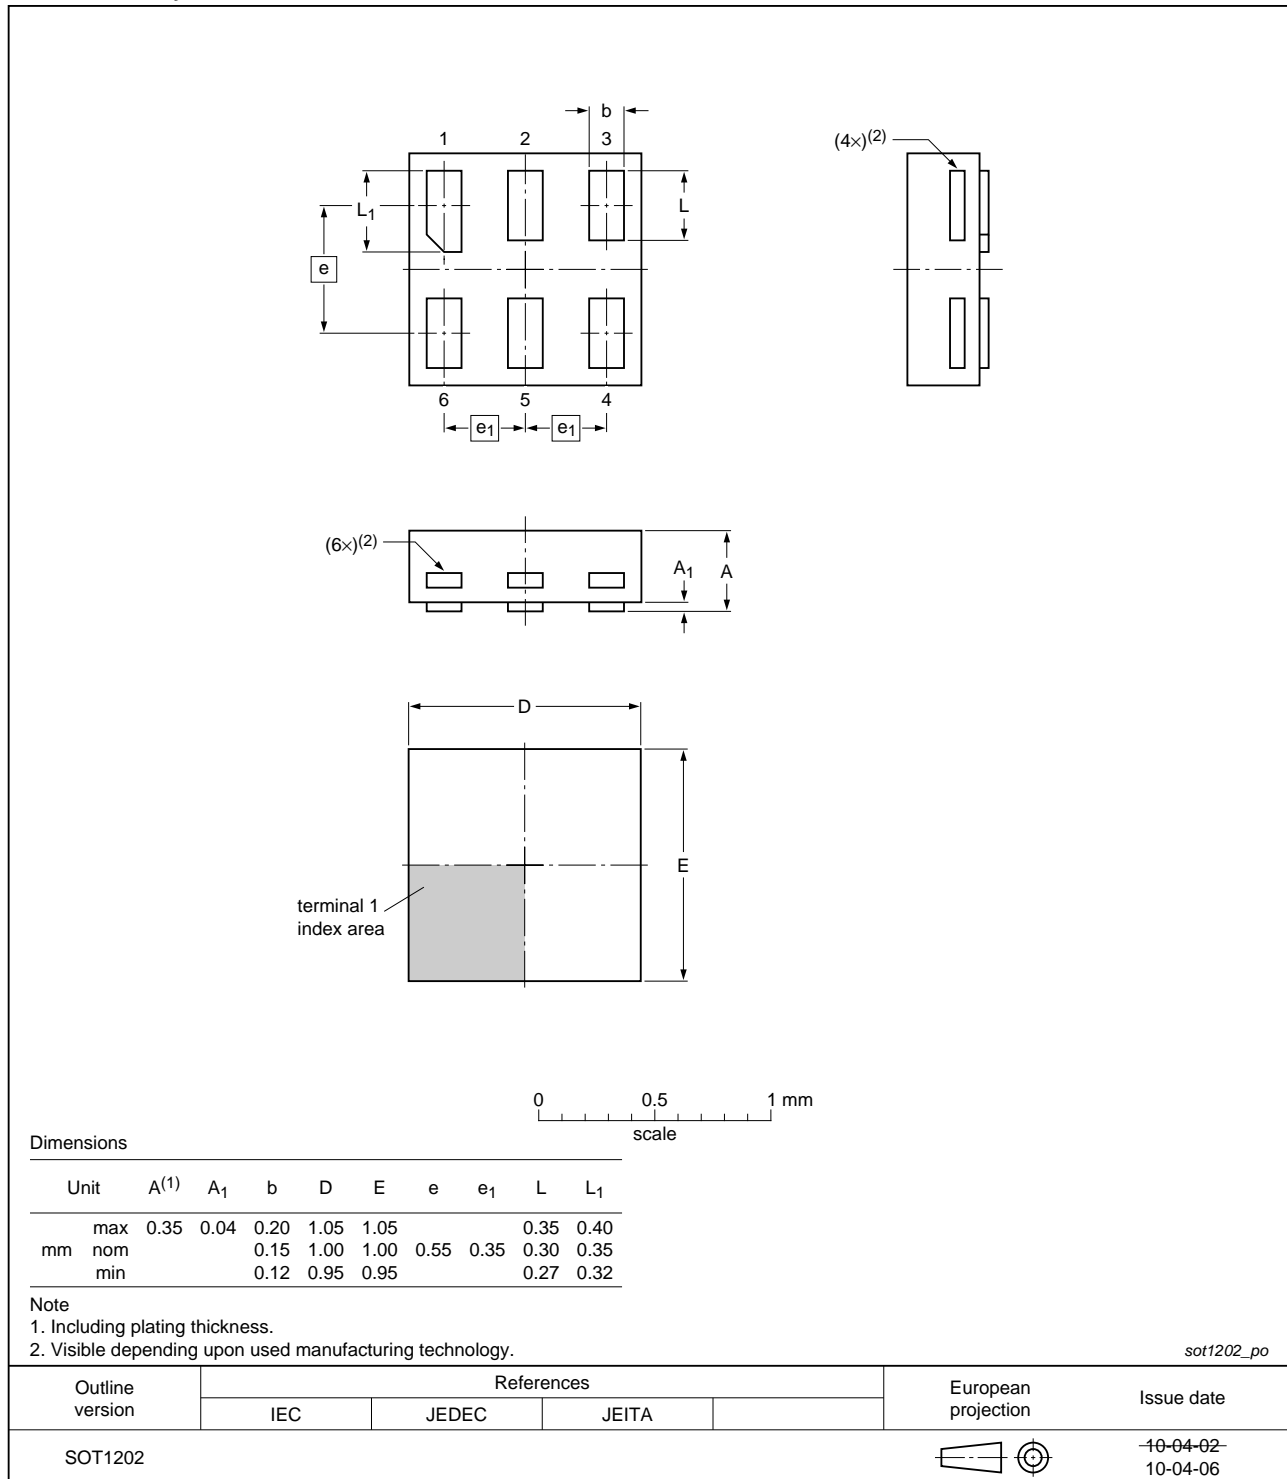 b
1 2 3
(4×)(2)
L1
L
e
6 5 4
e1 e1
(6×)(2)
A1 A
D
E
terminal 1
index area
0 0.5 1 mm
scale
Dimensions
Unit A(1) A1 b D E e e1 L L1
max 0.35 0.04 0.20 1.05 1.05 0.35 0.40
mm nom 0.15 1.00 1.00 0.55 0.35 0.30 0.35
min 0.12 0.95 0.95 0.27 0.32
Note
1. Including plating thickness.
2. Visible depending upon used manufacturing technology.
sot1202_po
Outline
version
References
IEC JEDEC JEITA
European
projection
Issue date
SOT1202
10-04-02
10-04-06